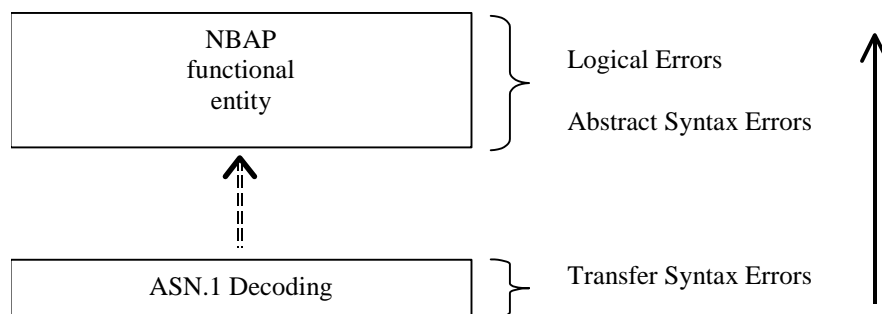 NBAP
functional
entity
Logical Errors
Abstract Syntax Errors
ASN.1 Decoding
Transfer Syntax Errors